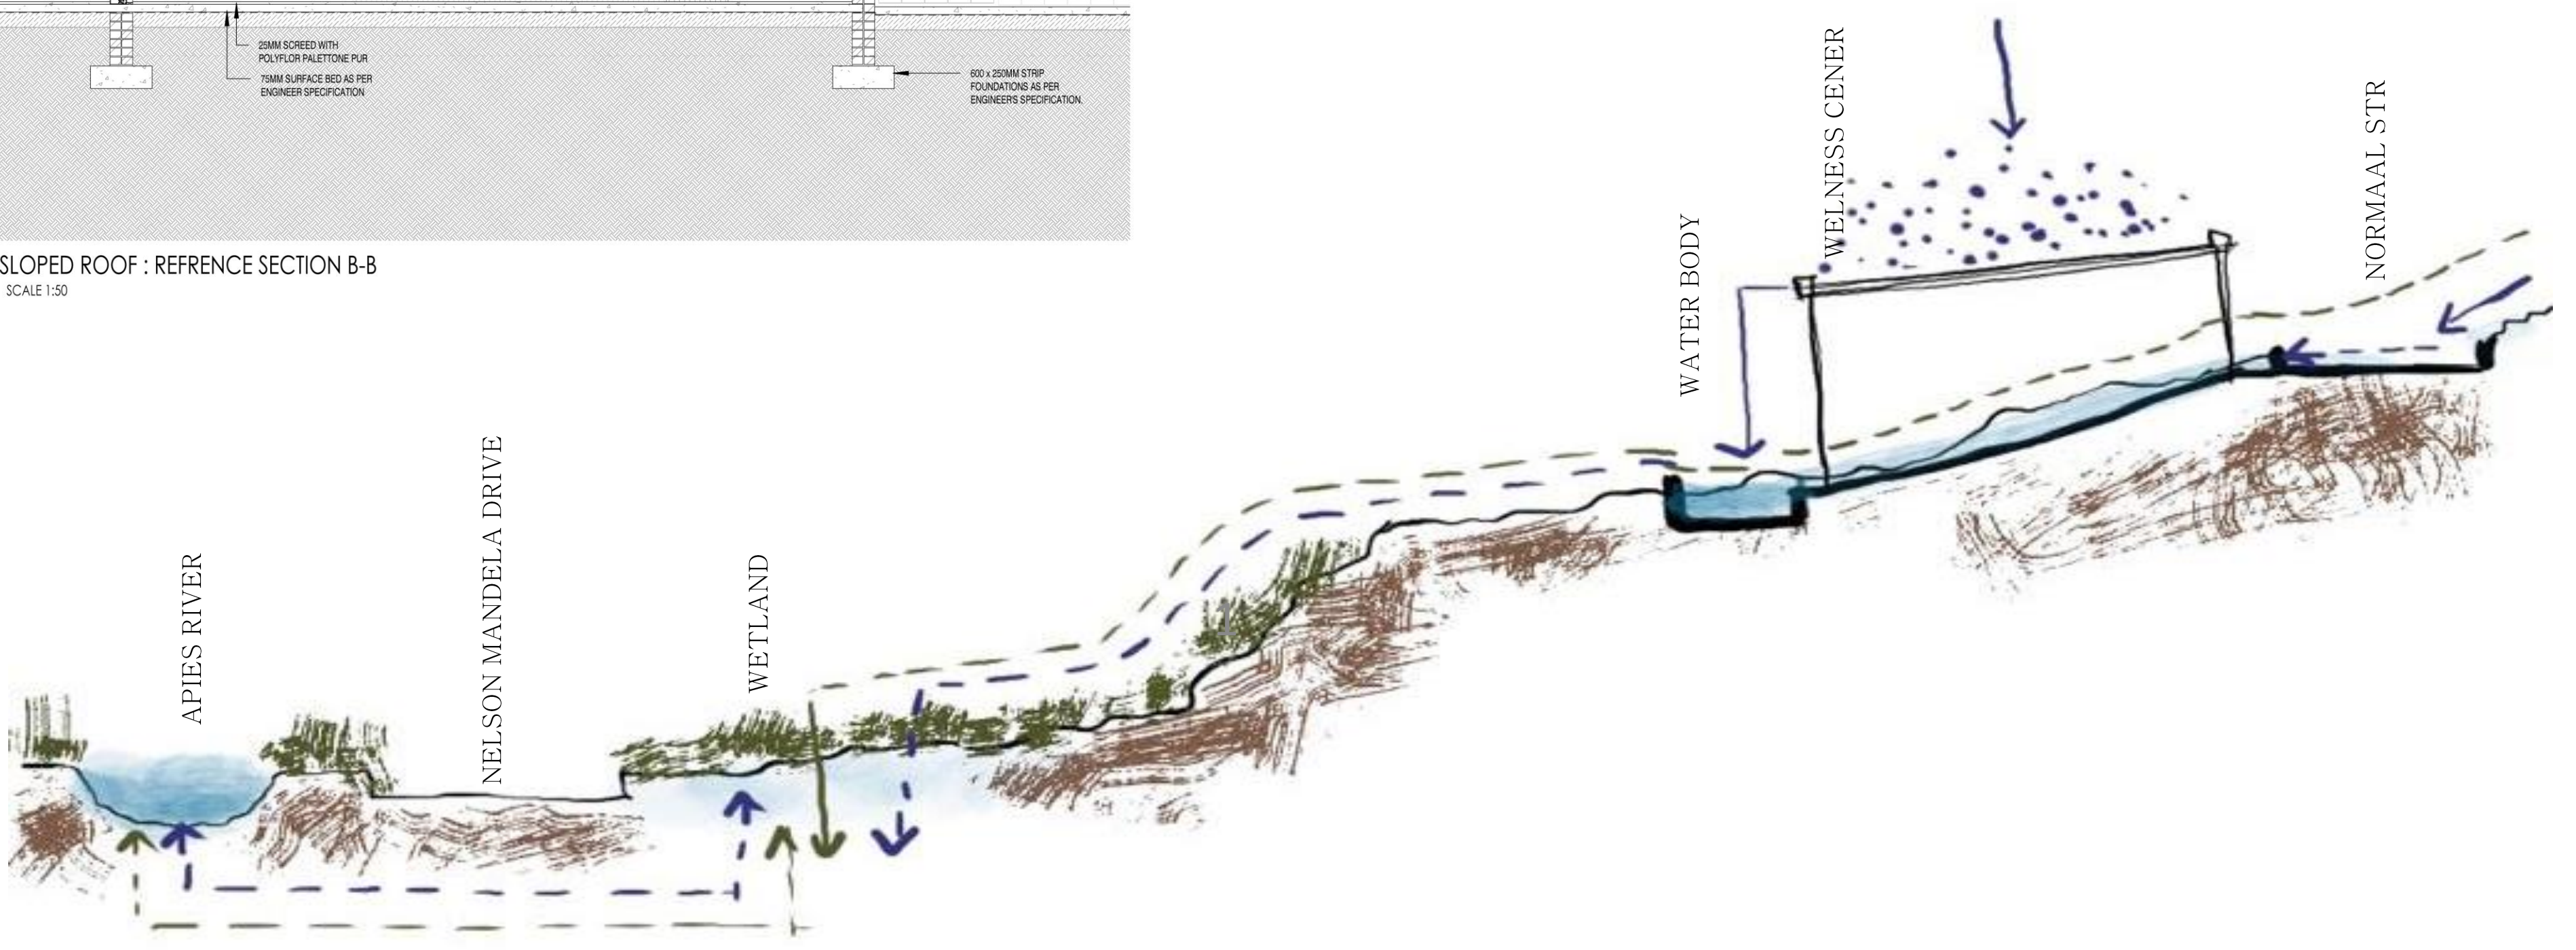 25MM SCREED WITH
POLYFLOR PALETTONE PUR
75MM SURFACE BED AS PER
ENGINEER SPECIFICATION
600 x 250MM STRIP
FOUNDATIONS AS PER
ENGINEER'S SPECIFICATION.
SLOPED ROOF : REFRENCE SECTION B-B
SCALE 1:50
APIES RIVER
NELSON MANDELA DRIVE
WETLAND
1
WATER BODY
WELNESS CENER
NORMAAL STR